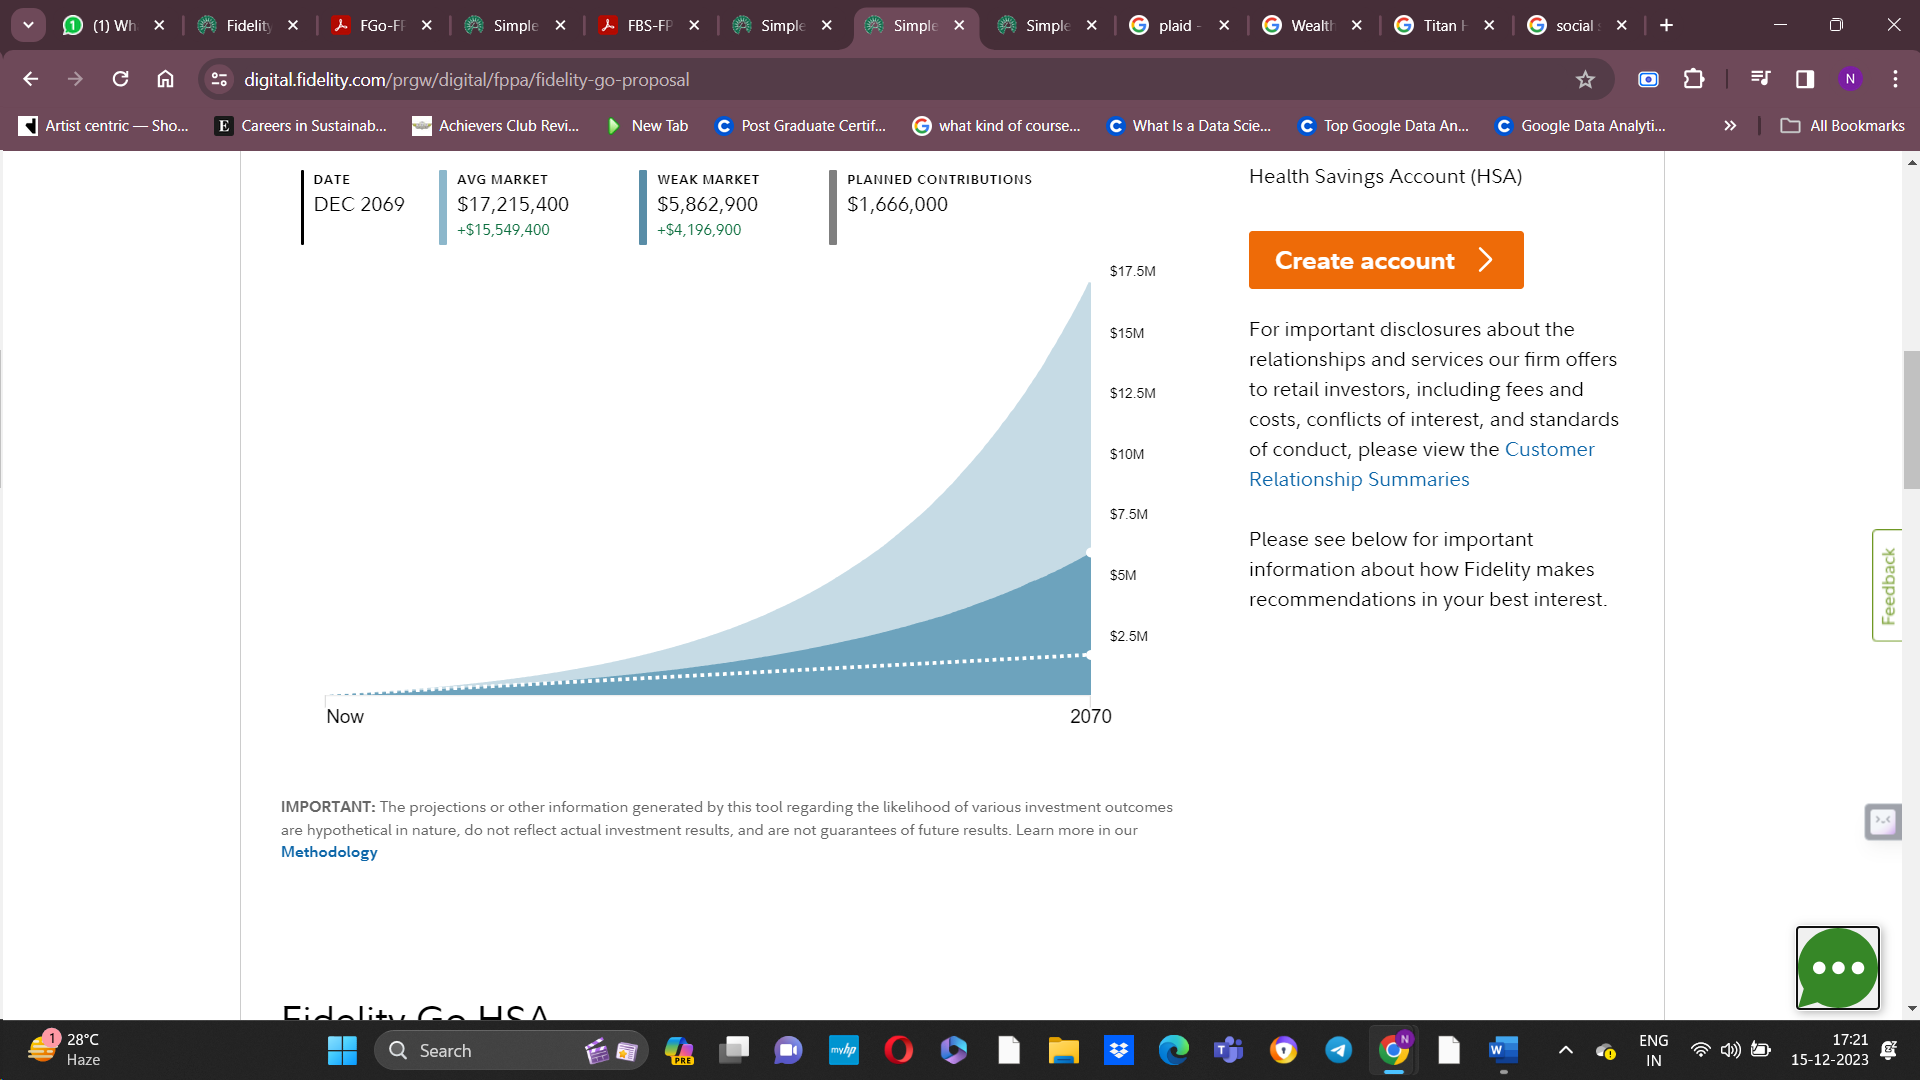 (1) Wh
Fidelity
FGo-FF
Simple
FBS-FP
Simple
Simple
Simple
plaid -
Wealth
Titan H
social s
digital.fidelity.com/prgw/digital/fppa/fidelity-go-proposal
N
Artist centric — Sho...
E Careers in Sustainab...
Achievers Club Revi...
New Tab
Post Graduate Certif...
what kind of course...
What Is a Data Scie...
Top Google Data An...
Google Data Analyti...
All Bookmarks
DATE
DEC 2069
AVG MARKET
$17,215,400
+$15,549,400
WEAK MARKET
$5,862,900
+$4,196,900
PLANNED CONTRIBUTIONS
$1,666,000
$17.5M
$15M
$12.5M
$10M
$7.5M
$5M
$2.5M
Now
2070
IMPORTANT: The projections or other information generated by this tool regarding the likelihood of various investment outcomes
are hypothetical in nature, do not reflect actual investment results, and are not guarantees of future results. Learn more in our
Methodology
Fidelity Go HSA
Health Savings Account (HSA)
Create account
For important disclosures about the
relationships and services our firm offers
to retail investors, including fees and
costs, conflicts of interest, and standards
of conduct, please view the Customer
Relationship Summaries
Please see below for important
information about how Fidelity makes
recommendations in your best interest.
Feedback
1
28°C
Haze
Search
PRE
myhp
N
ENG
IN
17:21
15-12-2023